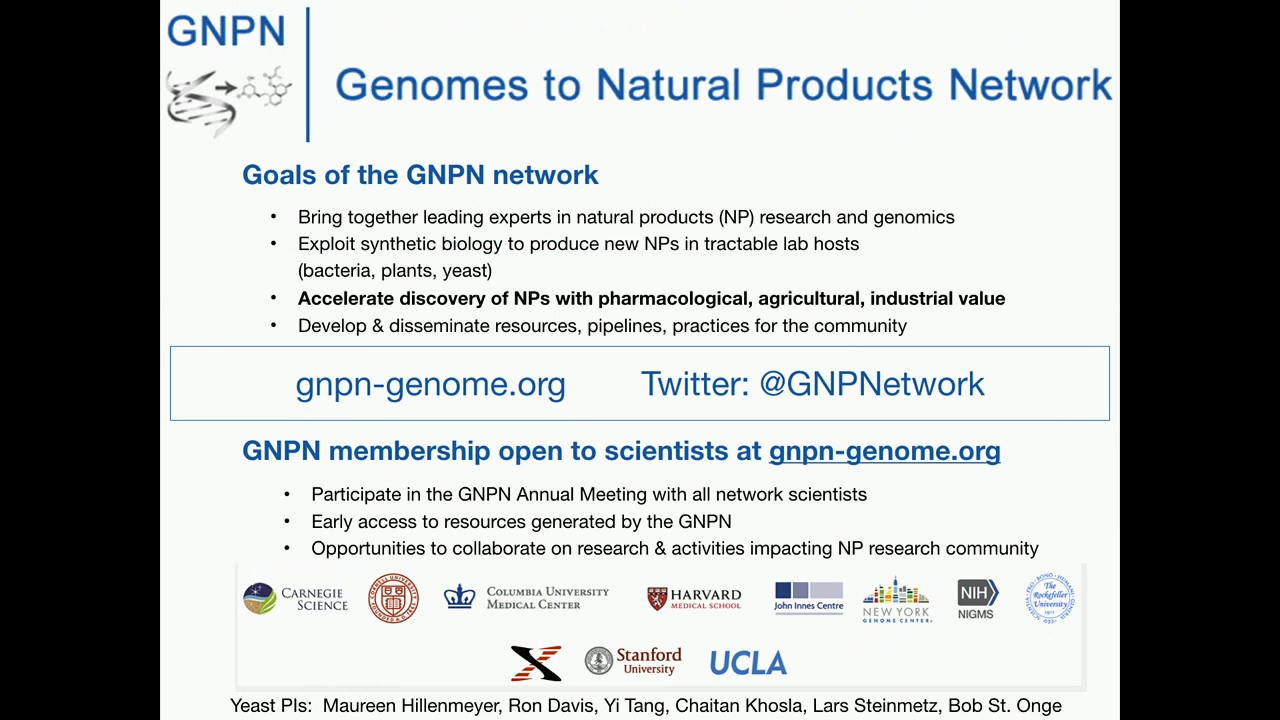 GNPN
Genomes to Natural Products Network
Goals of the GNPN network
• Bring together leading experts in natural products (NP) research and genomics
• Exploit synthetic biology to produce new NPs in tractable lab hosts
(bacteria, plants, yeast)
• Accelerate discovery of NPs with pharmacological, agricultural, industrial value
• Develop & disseminate resources, pipelines, practices for the community
gnpn-genome.org Twitter: @GNPNetwork
GNPN membership open to scientists at gnpn-genome.org
• Participate in the GNPN Annual Meeting with all network scientists
• Early access to resources generated by the GNPN
• Opportunities to collaborate on research & activities impacting NP research community
CARNEGIE
SCIENCE
COLUMBIA UNIVERSITY
MEDICAL CENTER
HARVARD
MEDICAL SCHOOL
John Innes Centre
NEW YORK
GENOME CENTER
NIH
NIGMS
The
Rockefeller
University
Stanford
University
UCLA
Yeast PIs: Maureen Hillenmeyer, Ron Davis, Yi Tang, Chaitan Khosla, Lars Steinmetz, Bob St. Onge